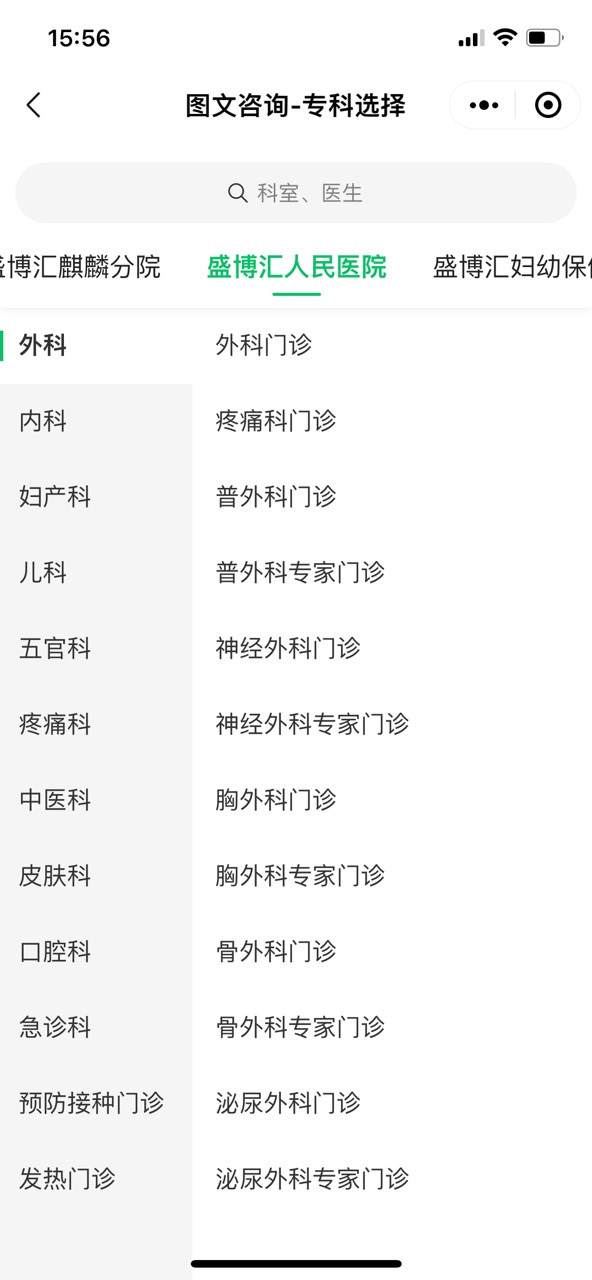 15:56
图文咨询-专科选择
科室、医生
博汇麒麟分院 盛博汇人民医院 盛博汇妇幼保
外科 外科门诊
内科 疼痛科门诊
妇产科 普外科门诊
儿科 普外科专家门诊
五官科 神经外科门诊
疼痛科 神经外科专家门诊
中医科 胸外科门诊
皮肤科 胸外科专家门诊
口腔科 骨外科门诊
急诊科 骨外科专家门诊
预防接种门诊 泌尿外科门诊
发热门诊 泌尿外科专家门诊